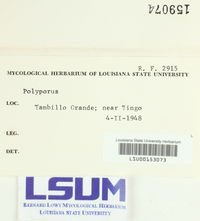 159074
R. F. 2915
MYCOLOGICAL HERBARIUM OF LOUISIANA STATE UNIVERSITY
Polyporus
LOC. Tambillo Grande; near Tingo
4-II-1948
LEG.
DET.
Louisiana State University Herbarium
LSU00153073
LSUM
BERNARD LOWY MYCOLOGICAL HERBARIUM
LOUISIANA STATE UNIVERSITY